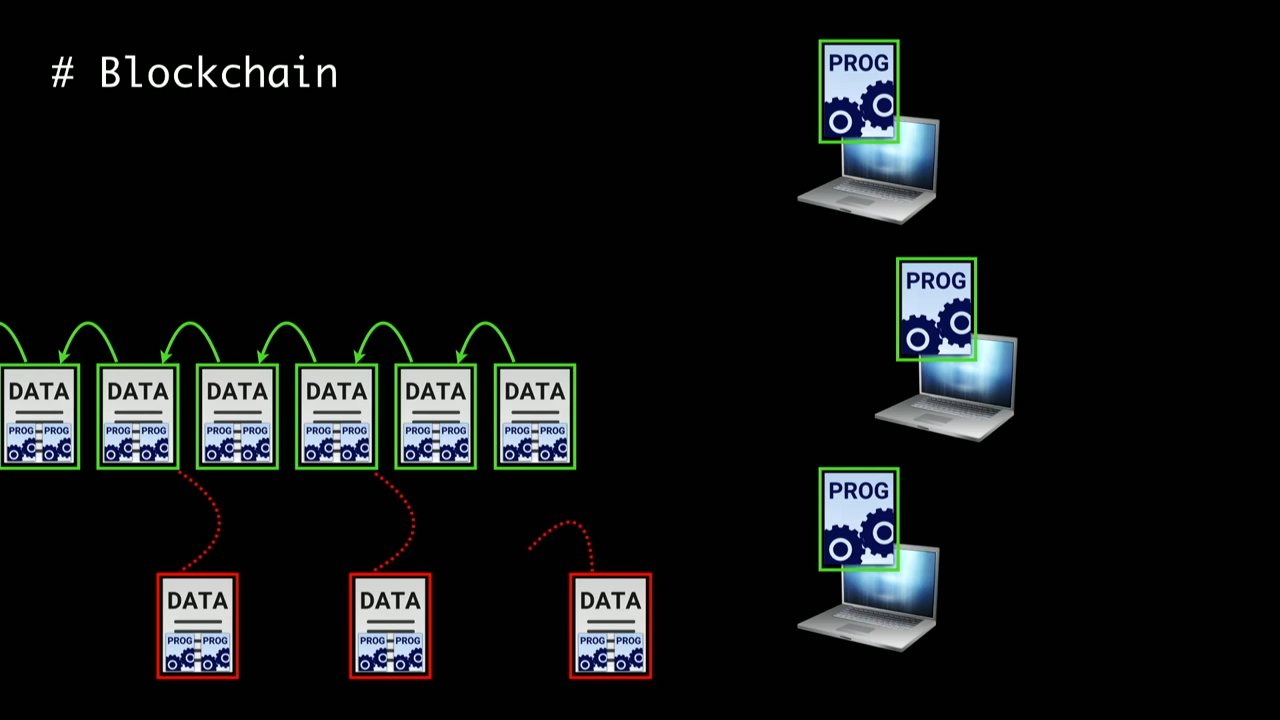 # Blockchain
PROG
PROG
DATA DATA DATA DATA DATA DATA
PROG PROG PROG PROG PROG PROG PROG PROG PROG PROG PROG PROG
PROG
DATA DATA DATA
PROG PROG PROG PROG PROG PROG